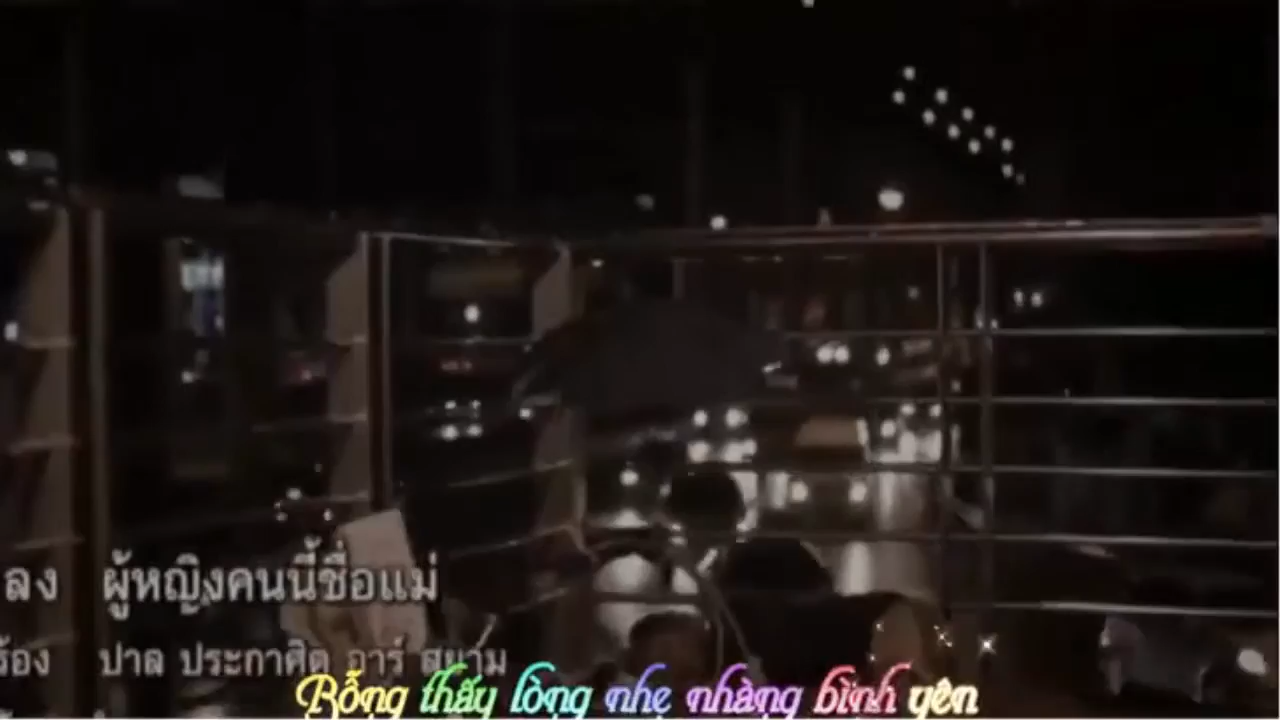 ลง ผู้หญิงคนนี้ชื่อแม่
ร้อง ปาล ประกาศิต อาร์ สยาม
Bỗng thấy lòng nhẹ nhàng bình yên